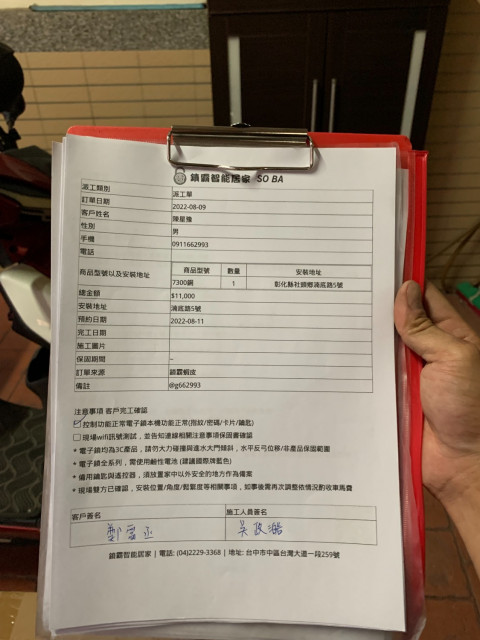 鎖霸智能居家 SO BA
派工類別 派工單
訂單日期 2022-08-09
客戶姓名 陳星豫
性別 男
手機 0911662993
電話
商品型號以及安裝地址 商品型號 數量 安裝地址
7300銅 1 彰化縣社頭鄉湳底路5號
總金額 $11,000
安裝地址 湳底路5號
預約日期 2022-08-11
完工日期
施工圖片
保固期間 –
訂單來源 鎖霸蝦皮
備註 @g662993
注意事項 客戶完工確認
控制功能正常電子鎖本機功能正常(指紋/密碼/卡片/鑰匙)
現場wifi訊號測試，並告知連線相關注意事項保固書確認
* 電子鎖均為3C產品，請勿大力碰撞與進水大門傾斜，水平反弓位移/非產品保固範圍
* 電子鎖全系列，需使用鹼性電池 (建議國際牌藍色)
* 備用鑰匙與遙控器，須放置家中以外安全的地方作為備案
* 現場雙方已確認，安裝位置/角度/鬆緊度等相關事項，如事後需再次調整依情況酌收車馬費
客戶簽名 施工人員簽名
鎖霸智能居家 | 電話: (04)2229-3368 | 地址: 台中市中區台灣大道一段259號